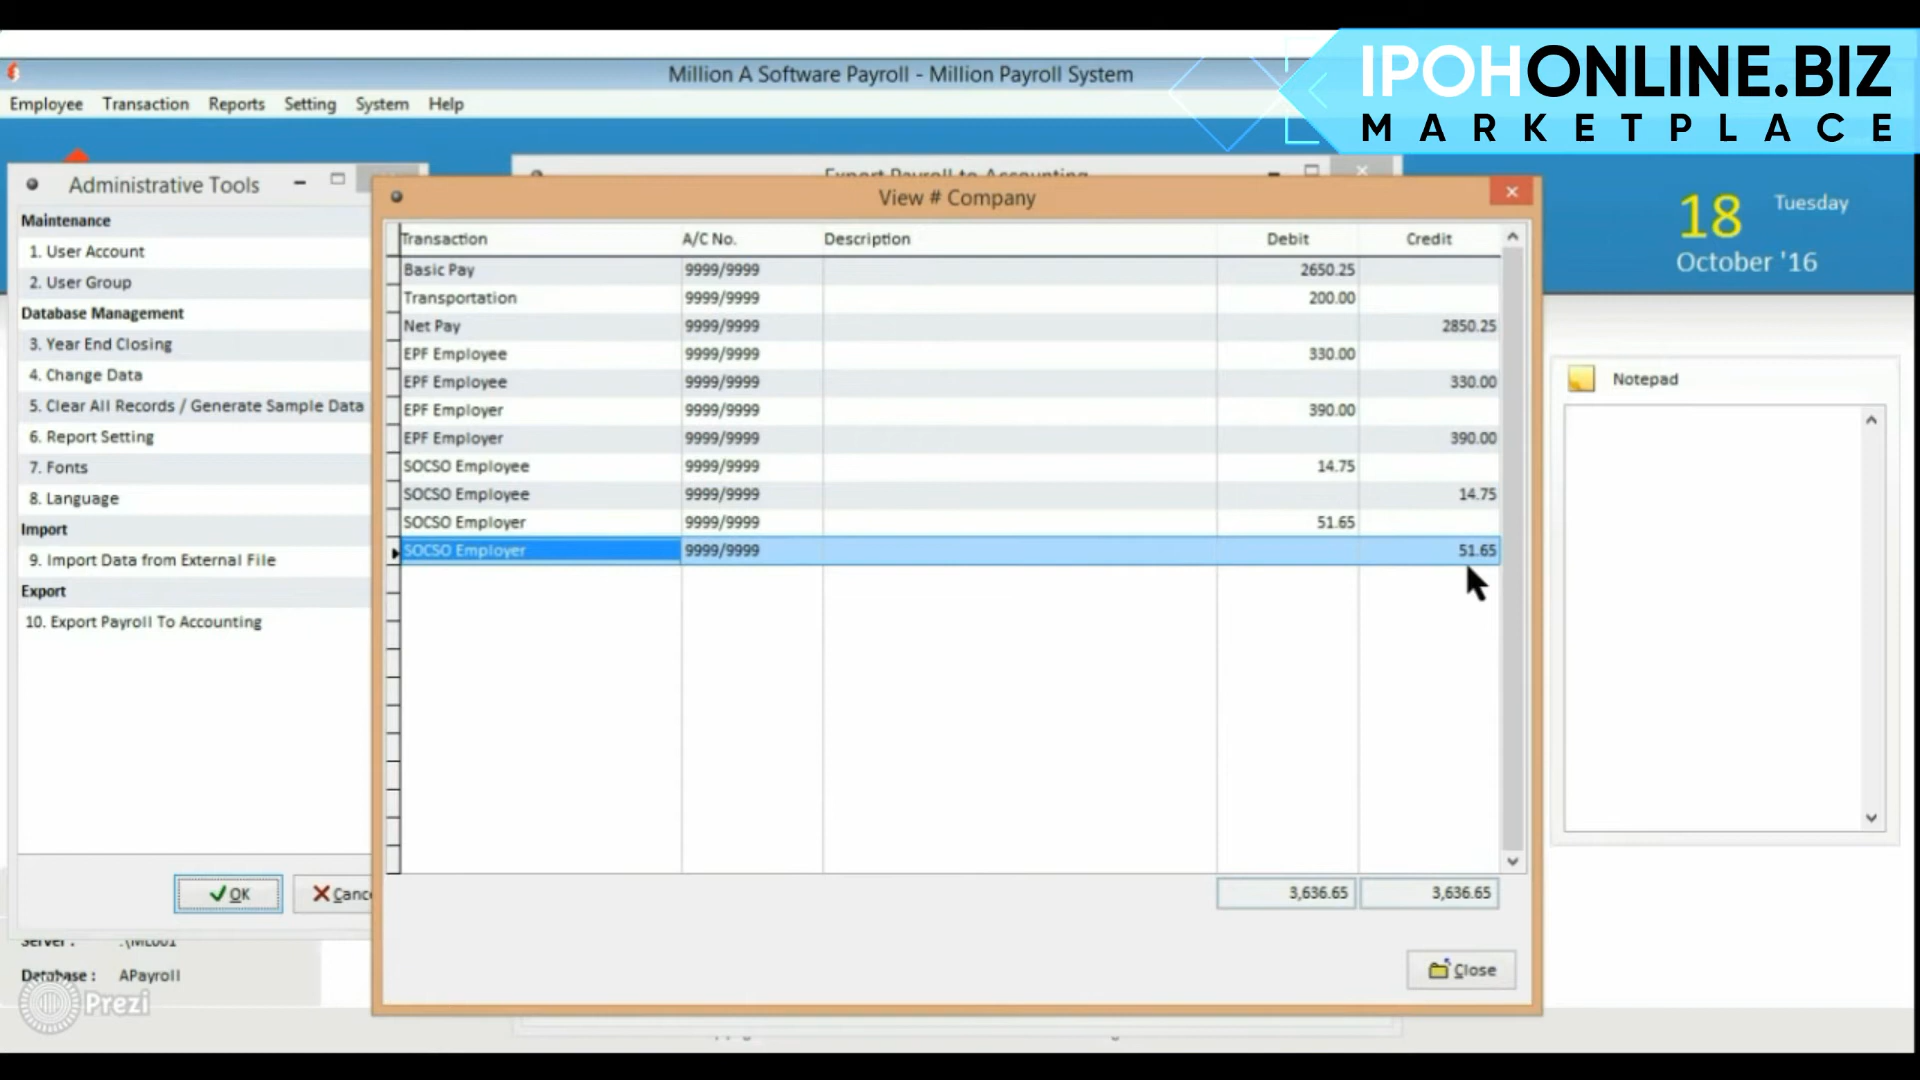 IPOHONLINE.BIZ
MARKETPLACE
Million A Software Payroll - Million Payroll System
Employee Transaction Reports Setting System Help
18 Tuesday
October '16
Export Payroll to Accounting
Administrative Tools
Maintenance
1. User Account
2. User Group
Database Management
3. Year End Closing
4. Change Data
5. Clear All Records / Generate Sample Data
6. Report Setting
7. Fonts
8. Language
Import
9. Import Data from External File
Export
10. Export Payroll To Accounting
OK Cance
Server : .\ML001
Database : APayroll
Prezi
View # Company
Transaction A/C No. Description Debit Credit
Basic Pay 9999/9999 2650.25
Transportation 9999/9999 200.00
Net Pay 9999/9999 2850.25
EPF Employee 9999/9999 330.00
EPF Employee 9999/9999 330.00
EPF Employer 9999/9999 390.00
EPF Employer 9999/9999 390.00
SOCSO Employee 9999/9999 14.75
SOCSO Employee 9999/9999 14.75
SOCSO Employer 9999/9999 51.65
SOCSO Employer 9999/9999 51.65
3,636.65 3,636.65
Close
Notepad